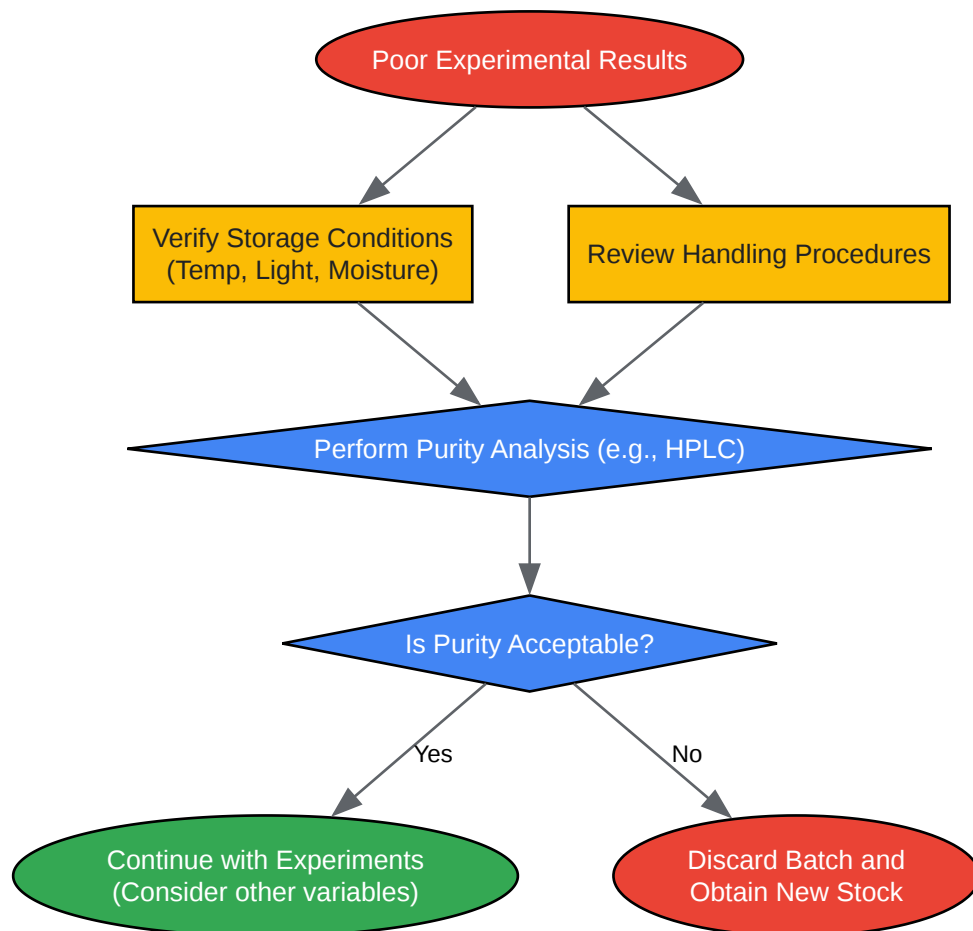 Poor Experimental Results
Verify Storage Conditions
(Temp, Light, Moisture)
Review Handling Procedures
Perform Purity Analysis (e.g., HPLC)
Is Purity Acceptable?
Yes
No
Continue with Experiments
(Consider other variables)
Discard Batch and
Obtain New Stock